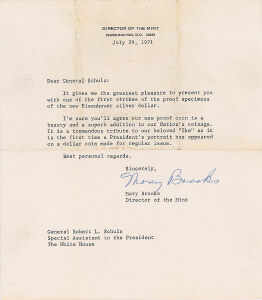 DIRECTOR OF THE MINT
WASHINGTON, D.C. 20220
July 29, 1971
Dear General Schulz:
It gives me the greatest pleasure to present you
with one of the first strikes of the proof specimens
of the new Eisenhower silver dollar.
I'm sure you'll agree our new proof coin is a
beauty and a superb addition to our Nation's coinage.
It is a tremendous tribute to our beloved "Ike" as it
is the first time a President's portrait has appeared
on a dollar coin made for regular issue.
Best personal regards.
Sincerely,
Mary Brooks
Mary Brooks
Director of the Mint
General Robert L. Schulz
Special Assistant to the President
The White House